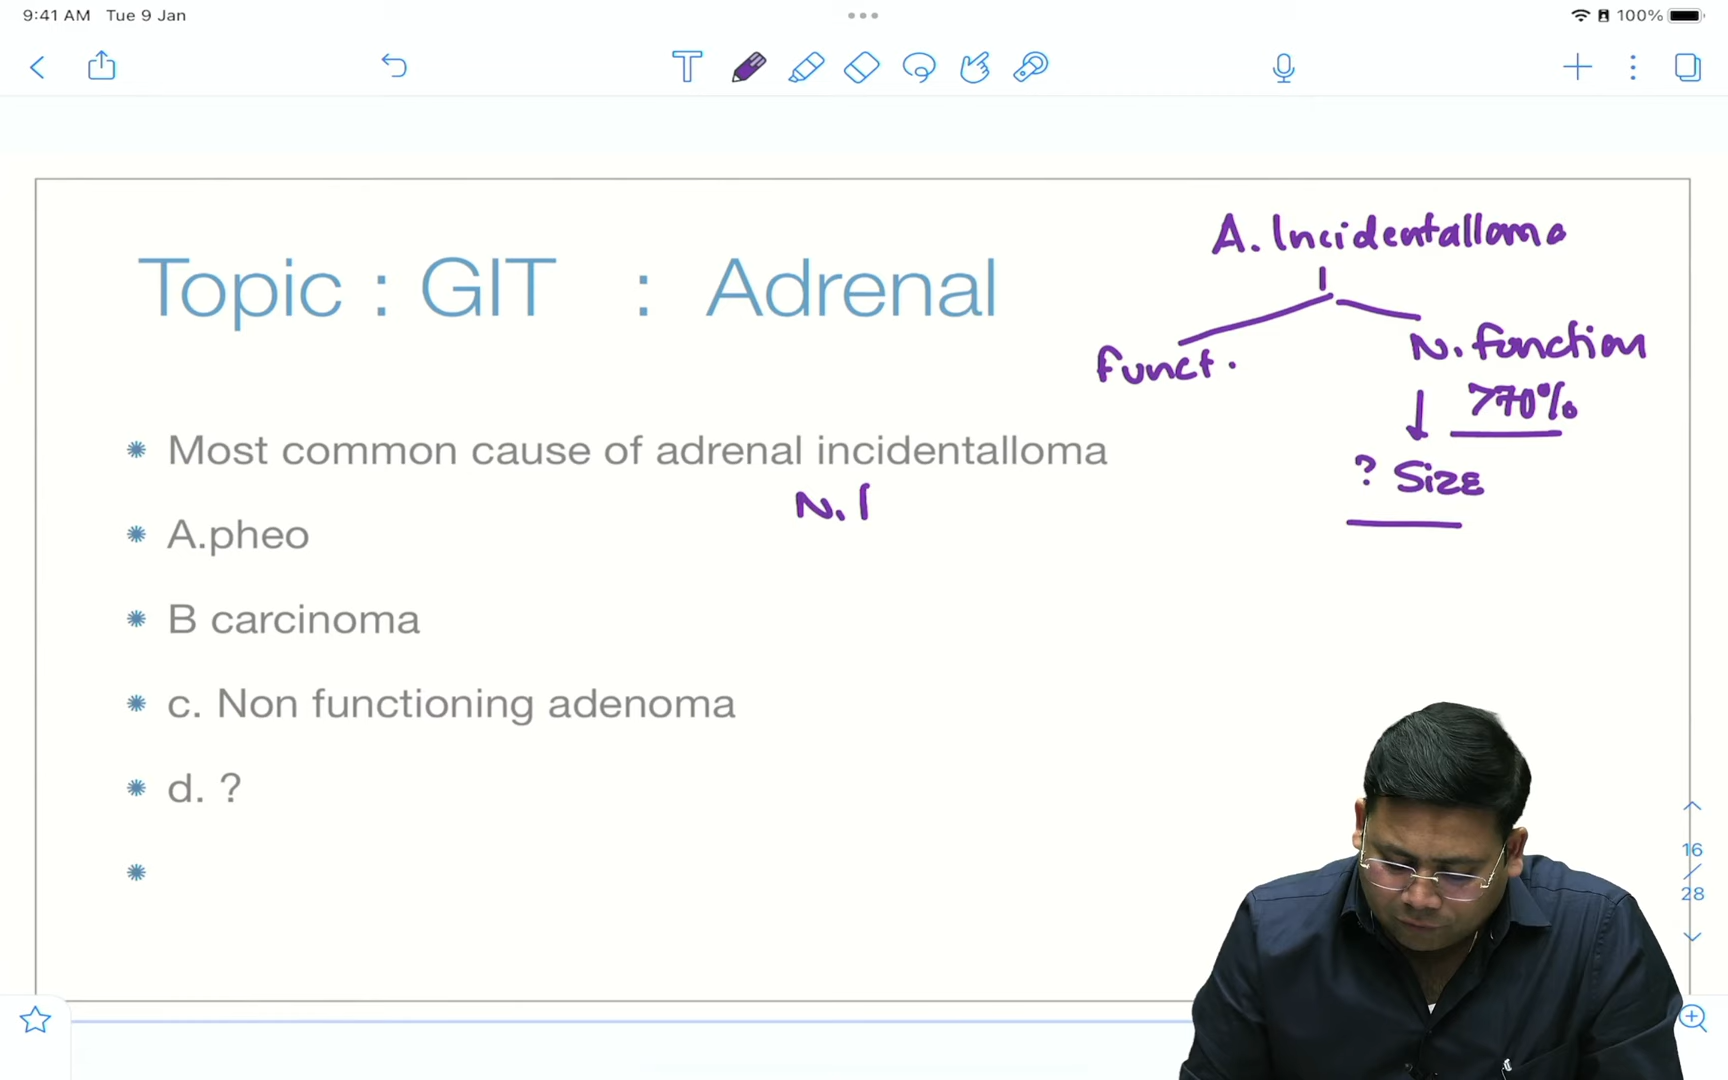 9:41 AM Tue 9 Jan
100%
A. Incidentalloma
Topic : GIT : Adrenal
Funct.
N. function
>70%
? Size
Most common cause of adrenal incidentalloma
N. f
A.pheo
B carcinoma
c. Non functioning adenoma
d. ?
16
/
28